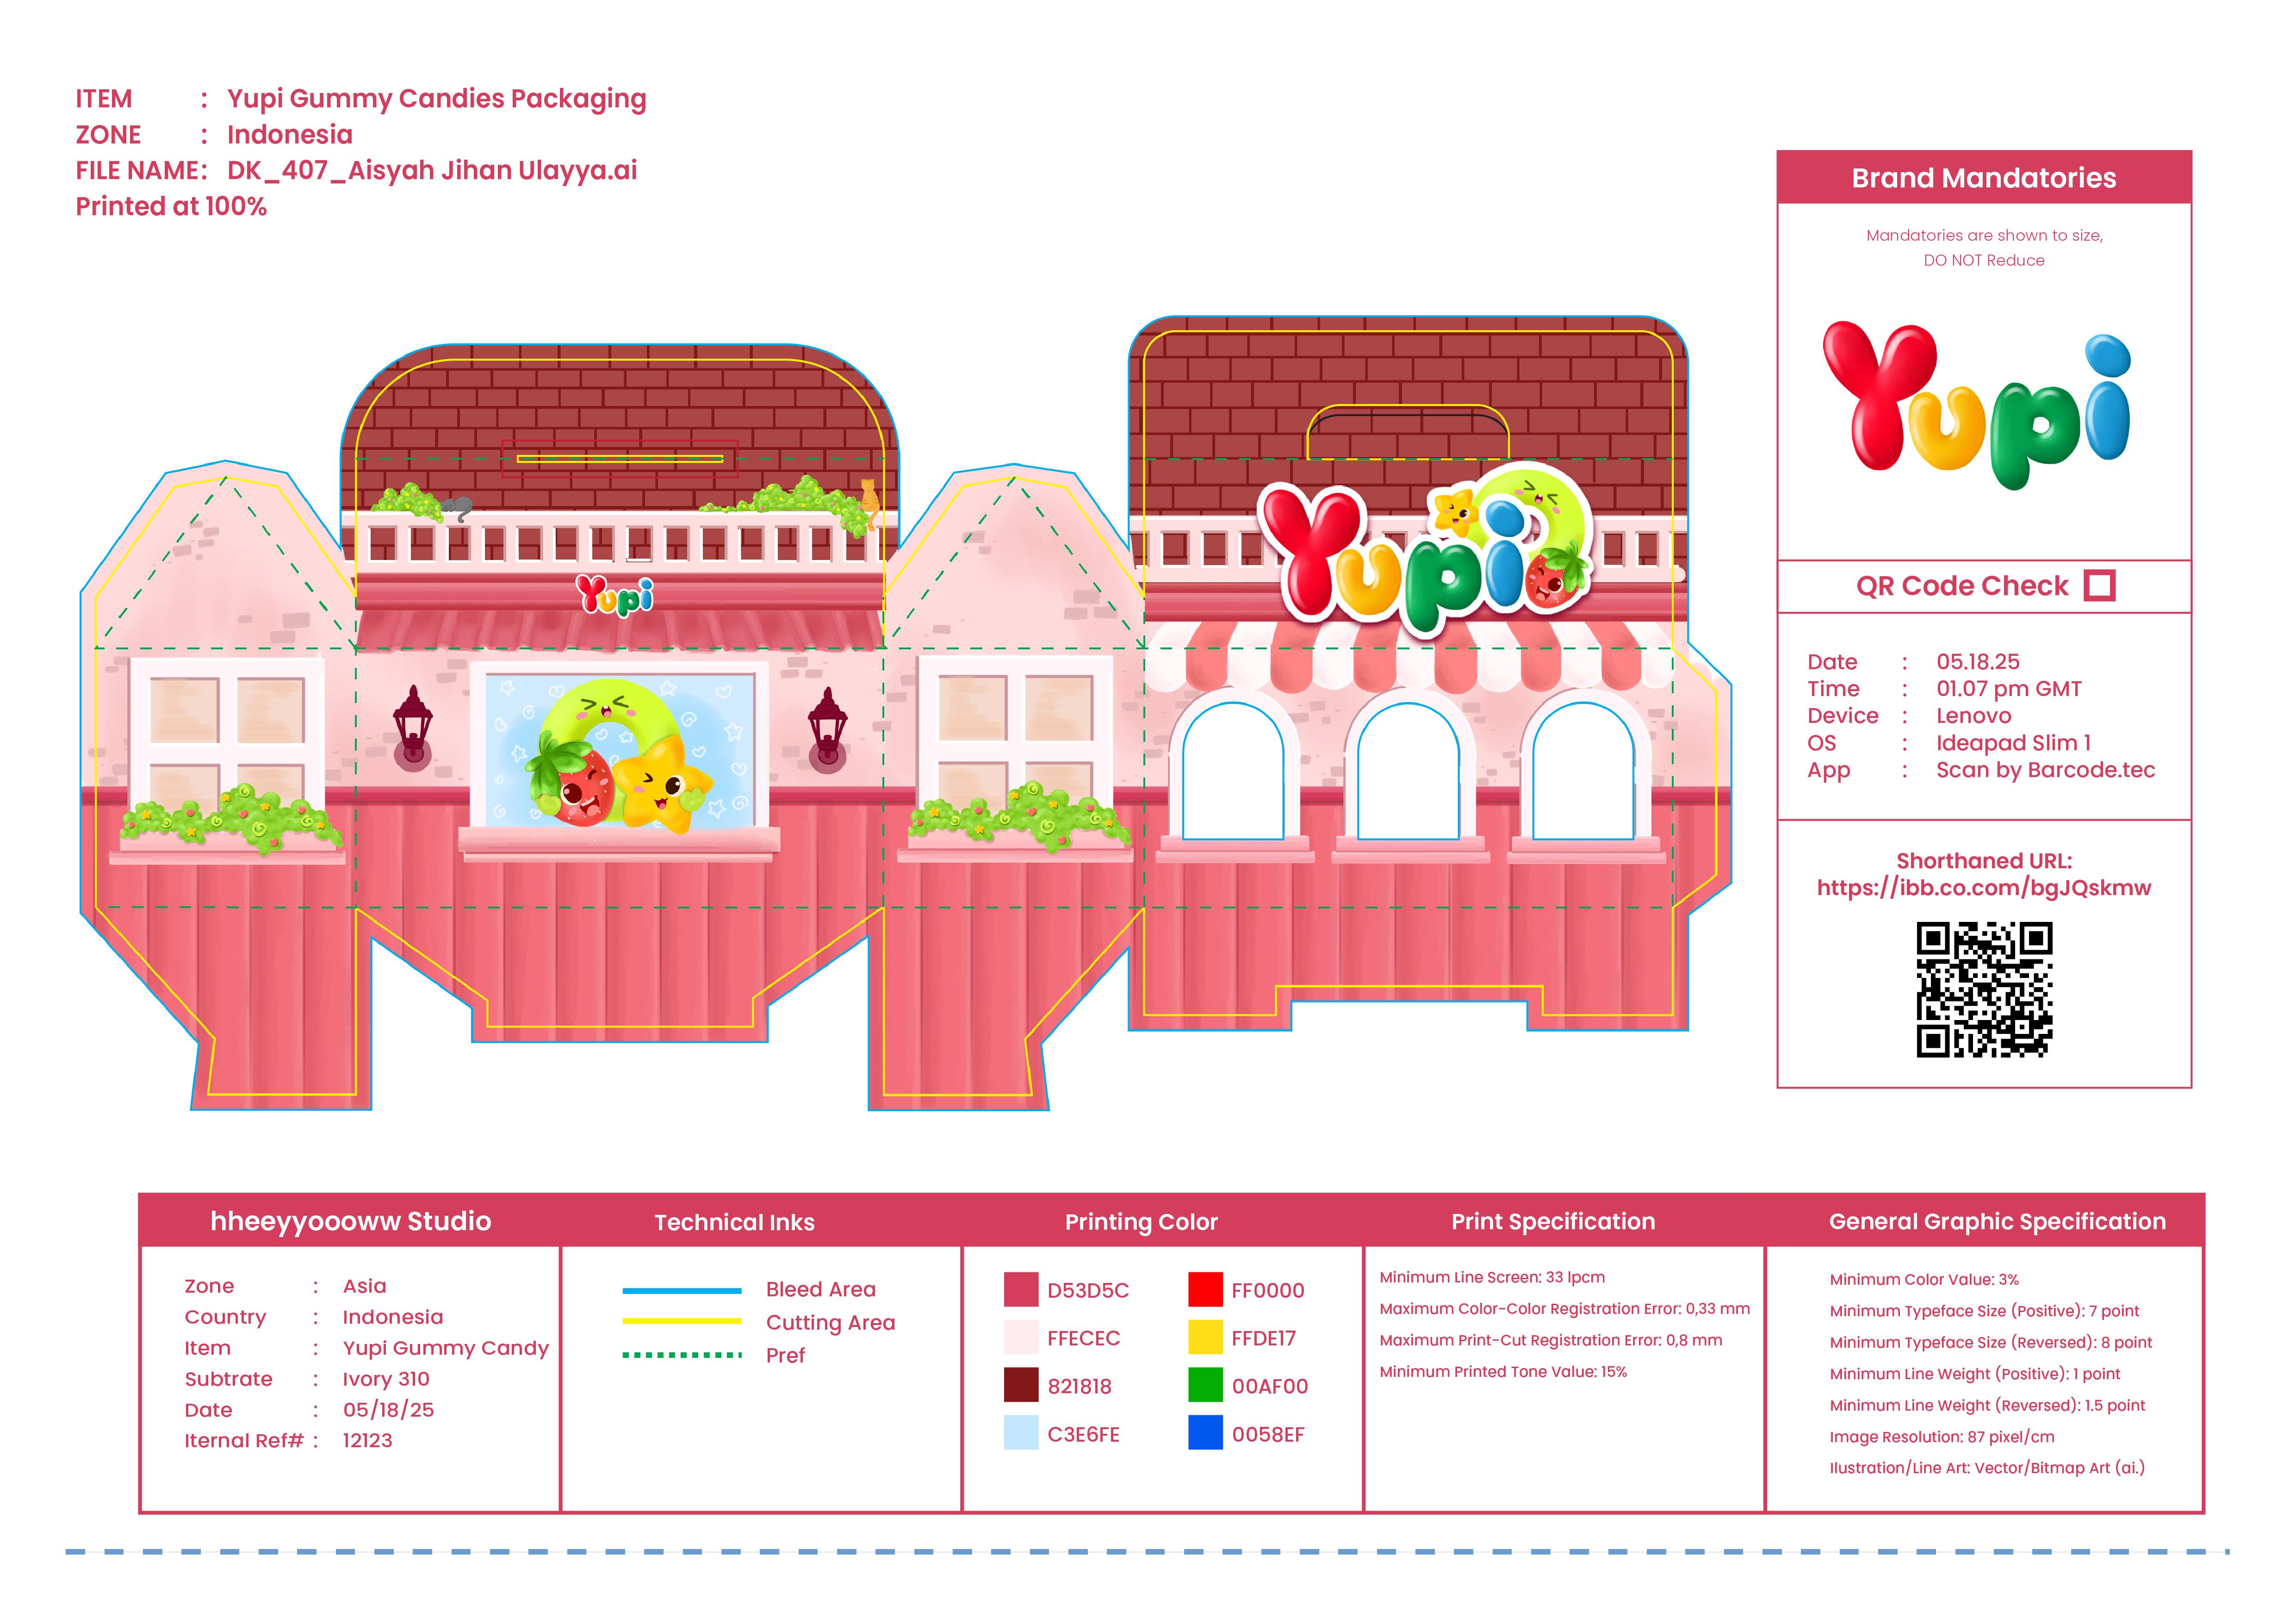 ITEM : Yupi Gummy Candies Packaging
ZONE : Indonesia
FILE NAME: DK_407_Aisyah Jihan Ulayya.ai
Printed at 100%
Yupi
Yupi
Brand Mandatories
Mandatories are shown to size,
DO NOT Reduce
Yupi
QR Code Check
Date : 05.18.25
Time : 01.07 pm GMT
Device : Lenovo
OS : Ideapad Slim 1
App : Scan by Barcode.tec
Shorthaned URL:
https://ibb.co.com/bgJQskmw
hheeyyoooww Studio
Zone : Asia
Country : Indonesia
Item : Yupi Gummy Candy
Subtrate : Ivory 310
Date : 05/18/25
Iternal Ref# : 12123
Technical Inks
Bleed Area
Cutting Area
Pref
Printing Color
D53D5C
FF0000
FFECEC
FFDE17
821818
00AF00
C3E6FE
0058EF
Print Specification
Minimum Line Screen: 33 lpcm
Maximum Color-Color Registration Error: 0,33 mm
Maximum Print-Cut Registration Error: 0,8 mm
Minimum Printed Tone Value: 15%
General Graphic Specification
Minimum Color Value: 3%
Minimum Typeface Size (Positive): 7 point
Minimum Typeface Size (Reversed): 8 point
Minimum Line Weight (Positive): 1 point
Minimum Line Weight (Reversed): 1.5 point
Image Resolution: 87 pixel/cm
Ilustration/Line Art: Vector/Bitmap Art (ai.)